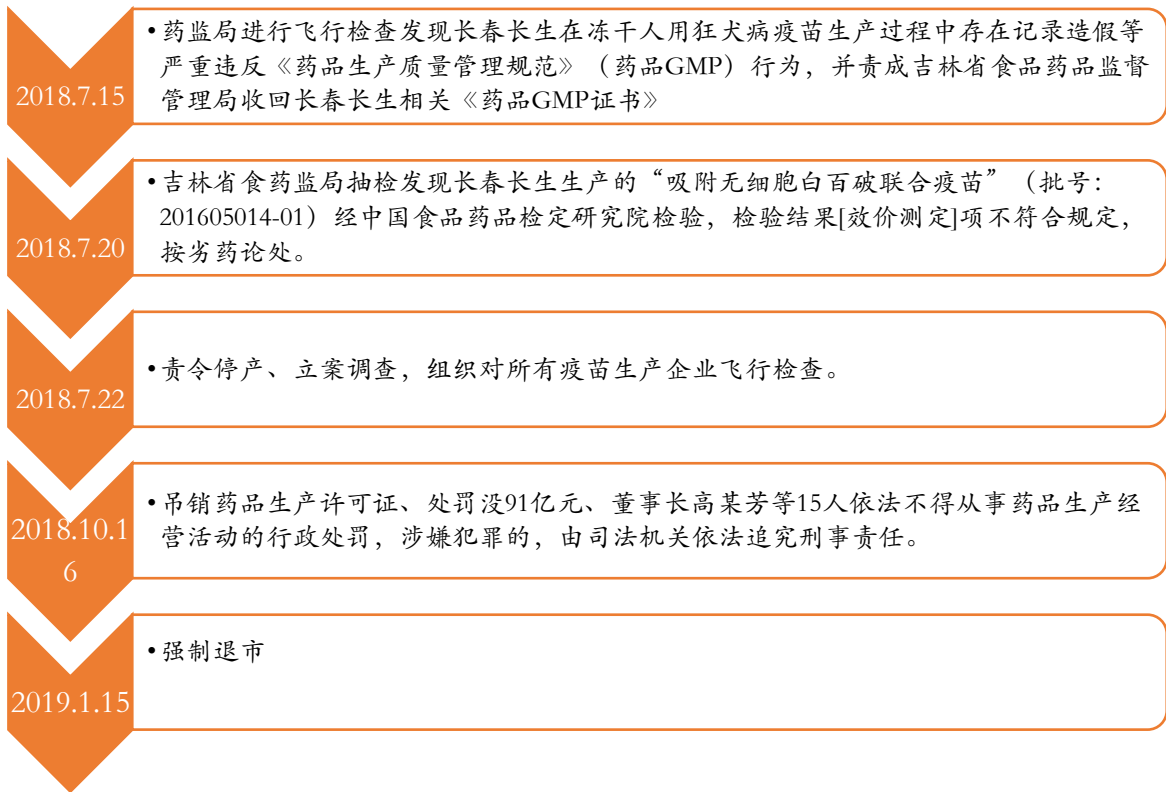 2018.7.15
•药监局进行飞行检查发现长春长生在冻干人用狂犬病疫苗生产过程中存在记录造假等
严重违反《药品生产质量管理规范》（药品GMP）行为，并责成吉林省食品药品监督
管理局收回长春长生相关《药品GMP证书》
2018.7.20
•吉林省食药监局抽检发现长春长生生产的“吸附无细胞白百破联合疫苗”（批号：
201605014-01）经中国食品药品检定研究院检验，检验结果[效价测定]项不符合规定，
按劣药论处。
2018.7.22
•责令停产、立案调查，组织对所有疫苗生产企业飞行检查。
2018.10.1
6
•吊销药品生产许可证、处罚没91亿元、董事长高某芳等15人依法不得从事药品生产经
营活动的行政处罚，涉嫌犯罪的，由司法机关依法追究刑事责任。
2019.1.15
•强制退市